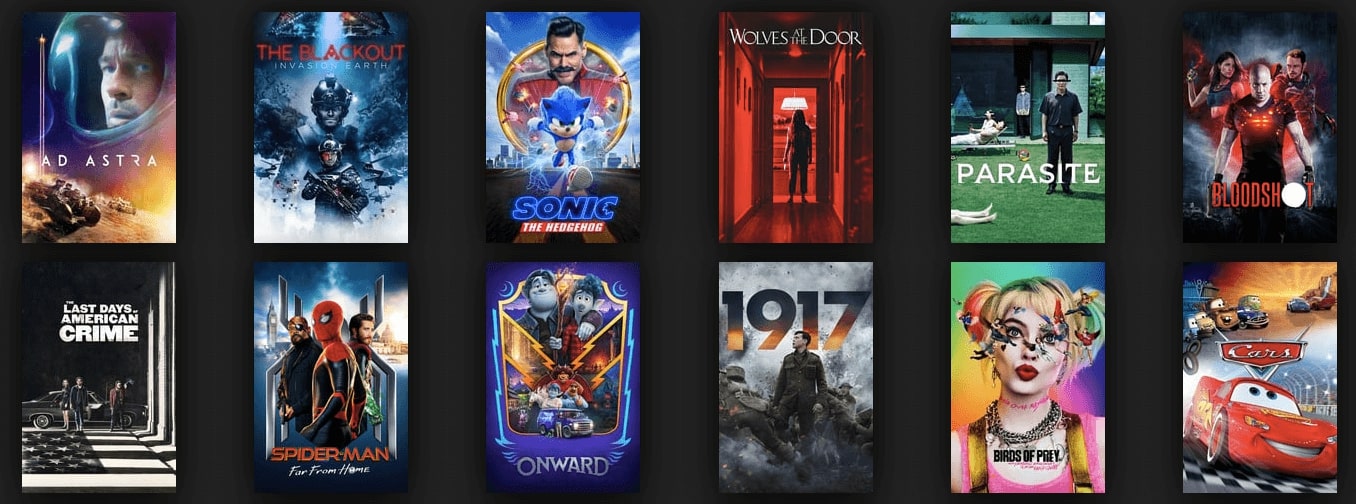 AD ASTRA
THE BLACKOUT
INVASION EARTH
SONIC
THE HEDGEHOG
WOLVES AT THE DOOR
PARASITE
BLOODSHOT
THE
LAST DAYS OF
AMERICAN
CRIME
SPIDER-MAN
Far From Home
ONWARD
1917
BIRDS OF PREY
Cars